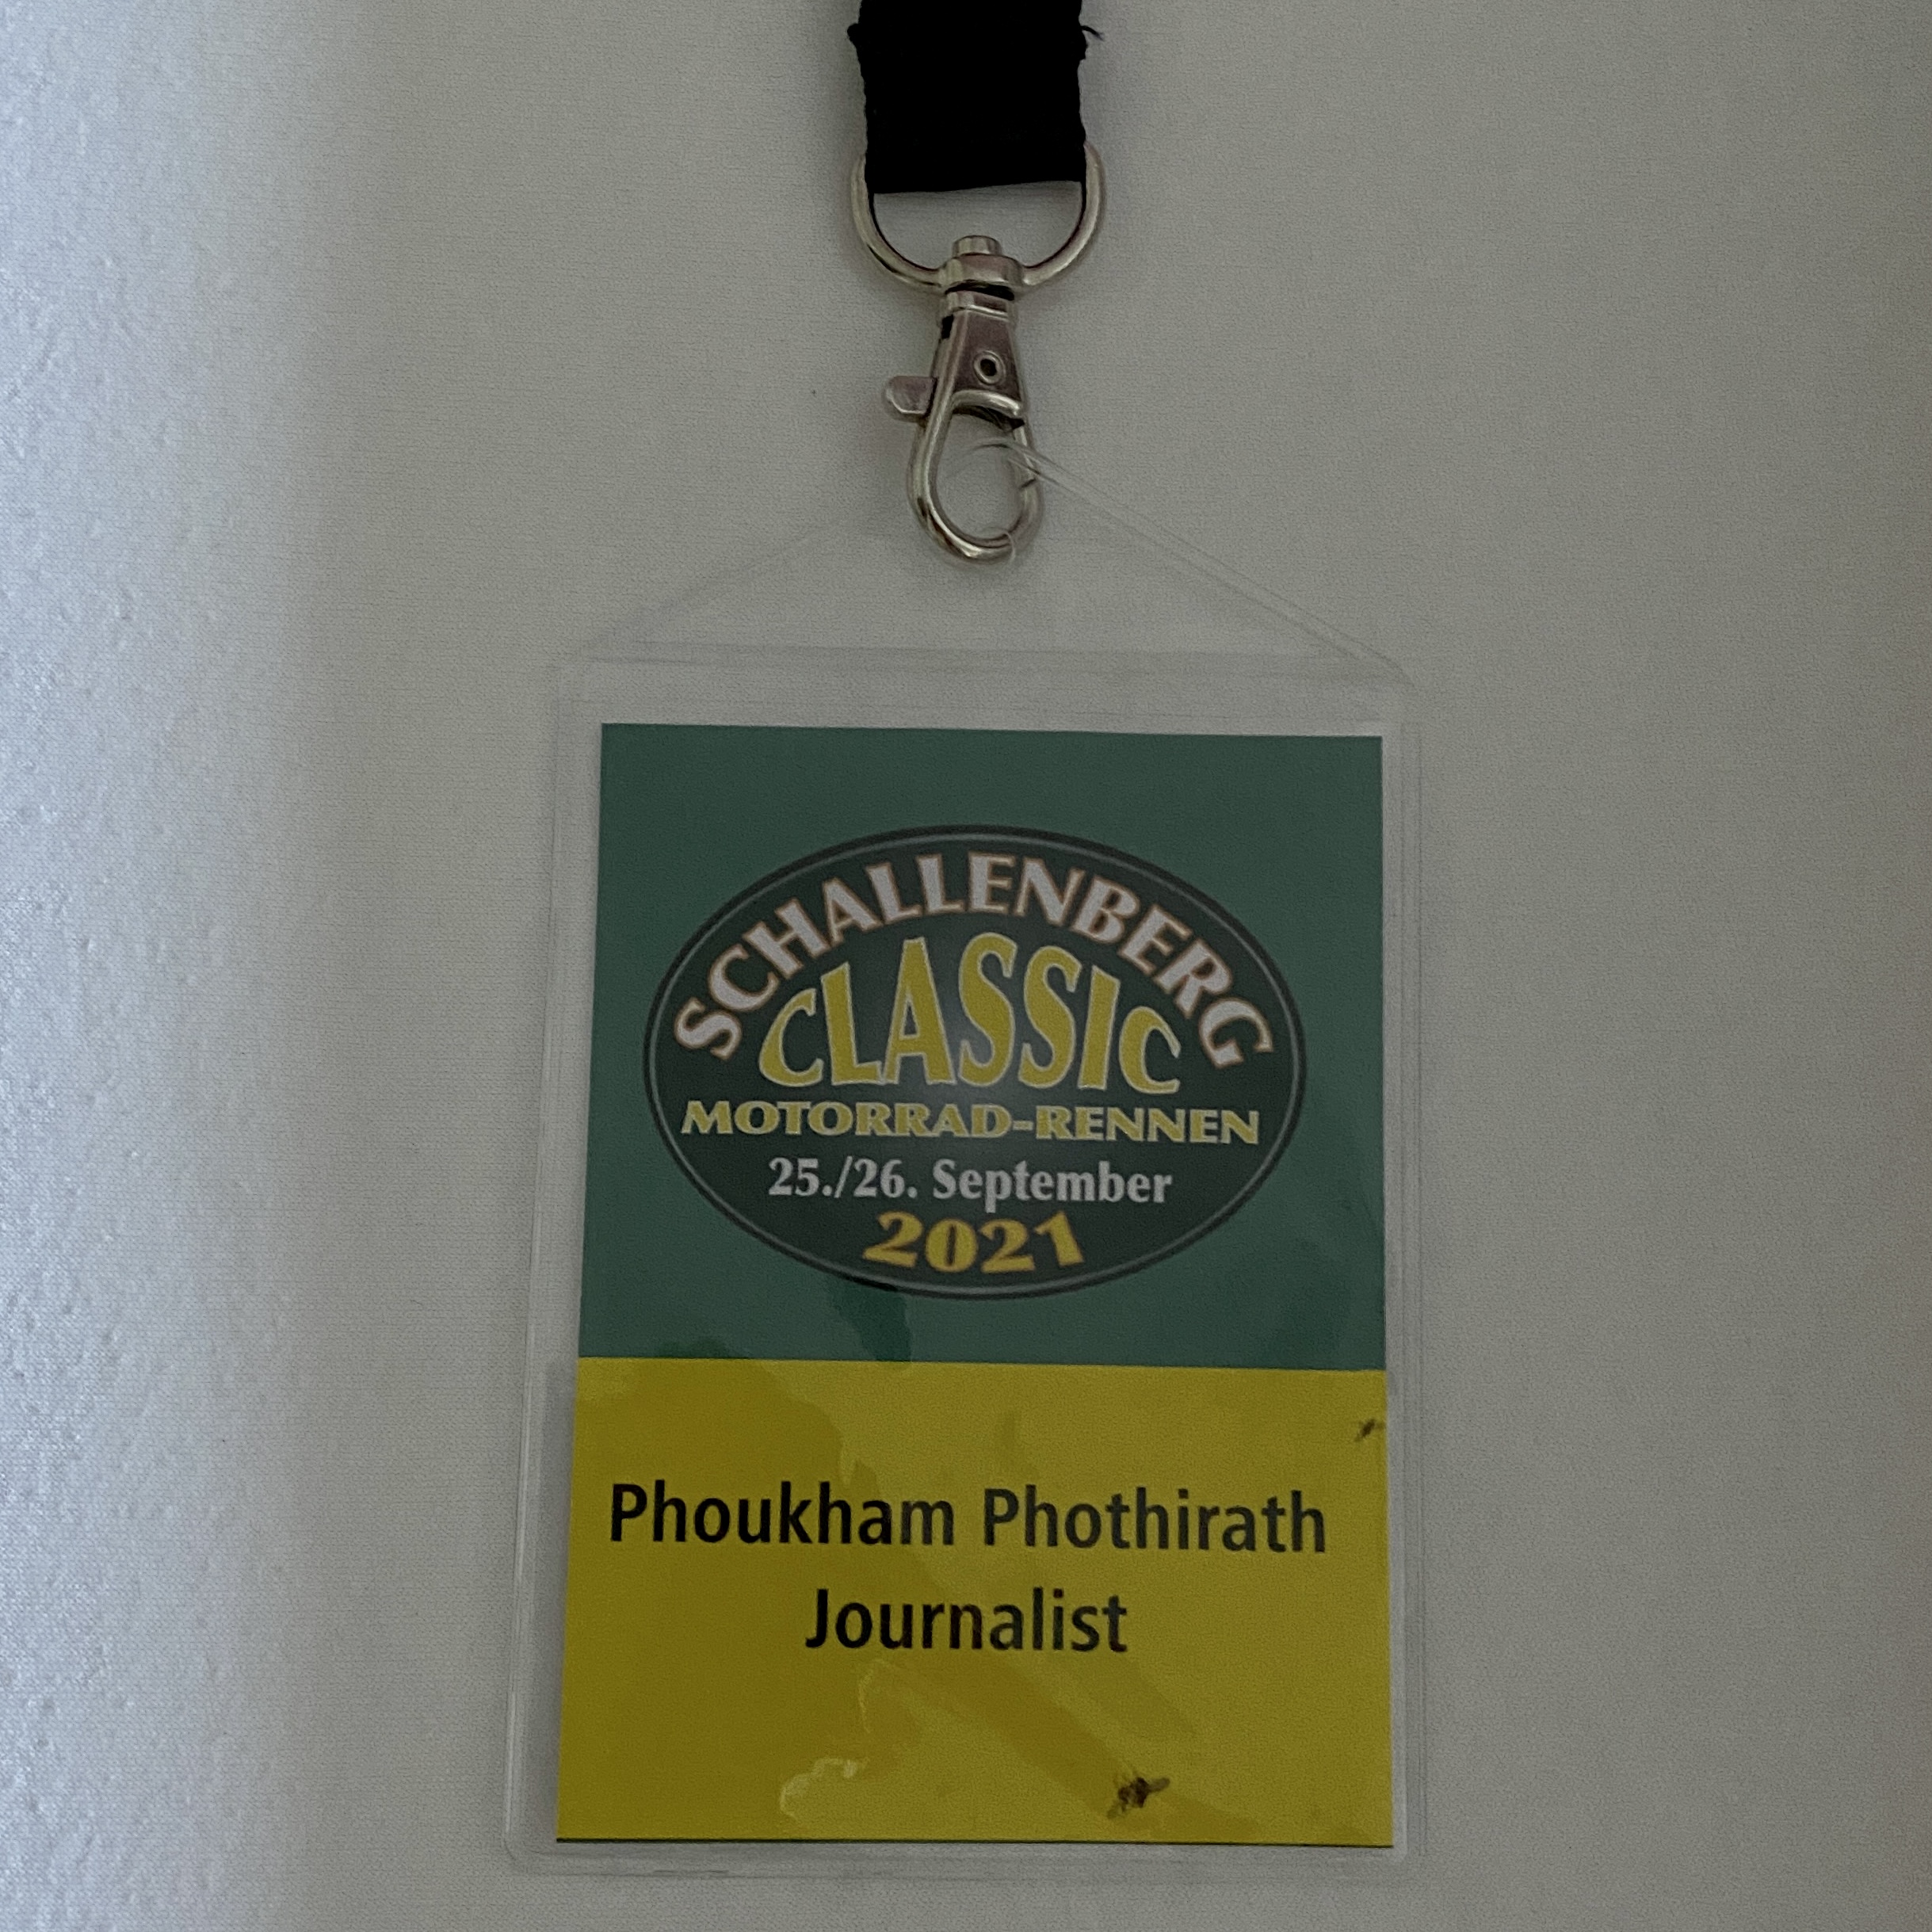 SCHALLENBERG
CLASSIC
MOTORRAD-RENNEN
25./26. September
2021
Phoukham Phothirath
Journalist